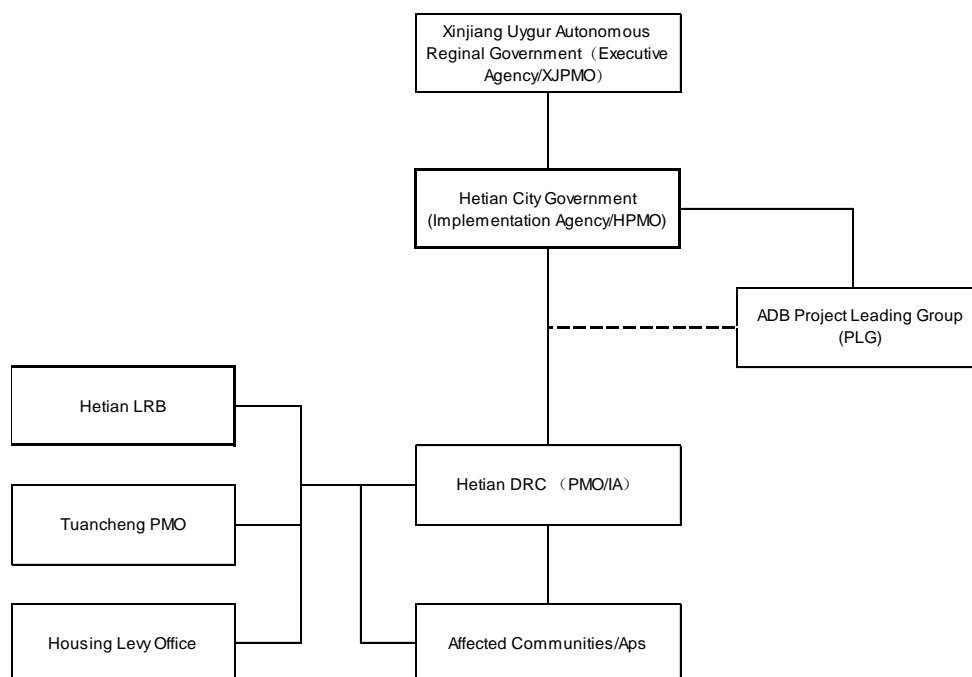 Xinjiang Uygur Autonomous
Reginal Government（Executive
Agency/XJPMO）
Hetian City Government
(Implementation Agency/HPMO)
ADB Project Leading Group
(PLG)
Hetian LRB
Hetian DRC （PMO/IA）
Tuancheng PMO
Housing Levy Office
Affected Communities/Aps